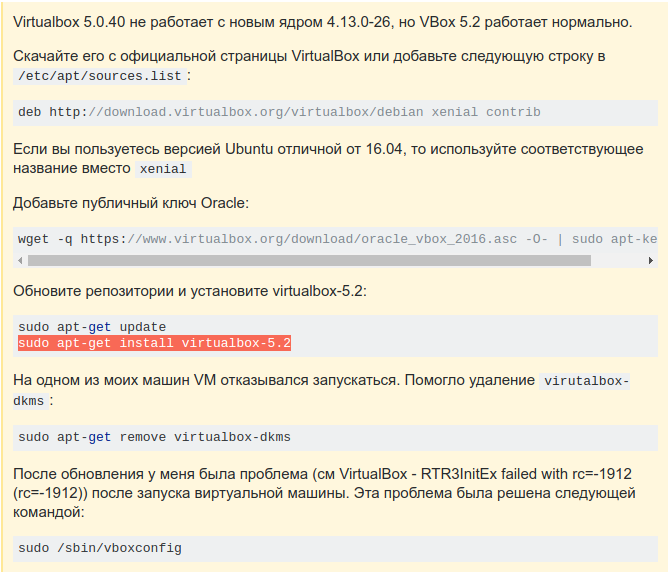 Virtualbox 5.0.40 не работает с новым ядром 4.13.0-26, но VBox 5.2 работает нормально.
Скачайте его с официальной страницы VirtualBox или добавьте следующую строку в
/etc/apt/sources.list :
deb http://download.virtualbox.org/virtualbox/debian xenial contrib
Если вы пользуетесь версией Ubuntu отличной от 16.04, то используйте соответствующее
название вместо xenial
Добавьте публичный ключ Oracle:
wget -q https://www.virtualbox.org/download/oracle_vbox_2016.asc -O- | sudo apt-ke
Обновите репозитории и установите virtualbox-5.2:
sudo apt-get update
sudo apt-get install virtualbox-5.2
На одном из моих машин VM отказывался запускаться. Помогло удаление virutalbox-
dkms :
sudo apt-get remove virtualbox-dkms
После обновления у меня была проблема (см VirtualBox - RTR3InitEx failed with rc=-1912
(rc=-1912)) после запуска виртуальной машины. Эта проблема была решена следующей
командой:
sudo /sbin/vboxconfig